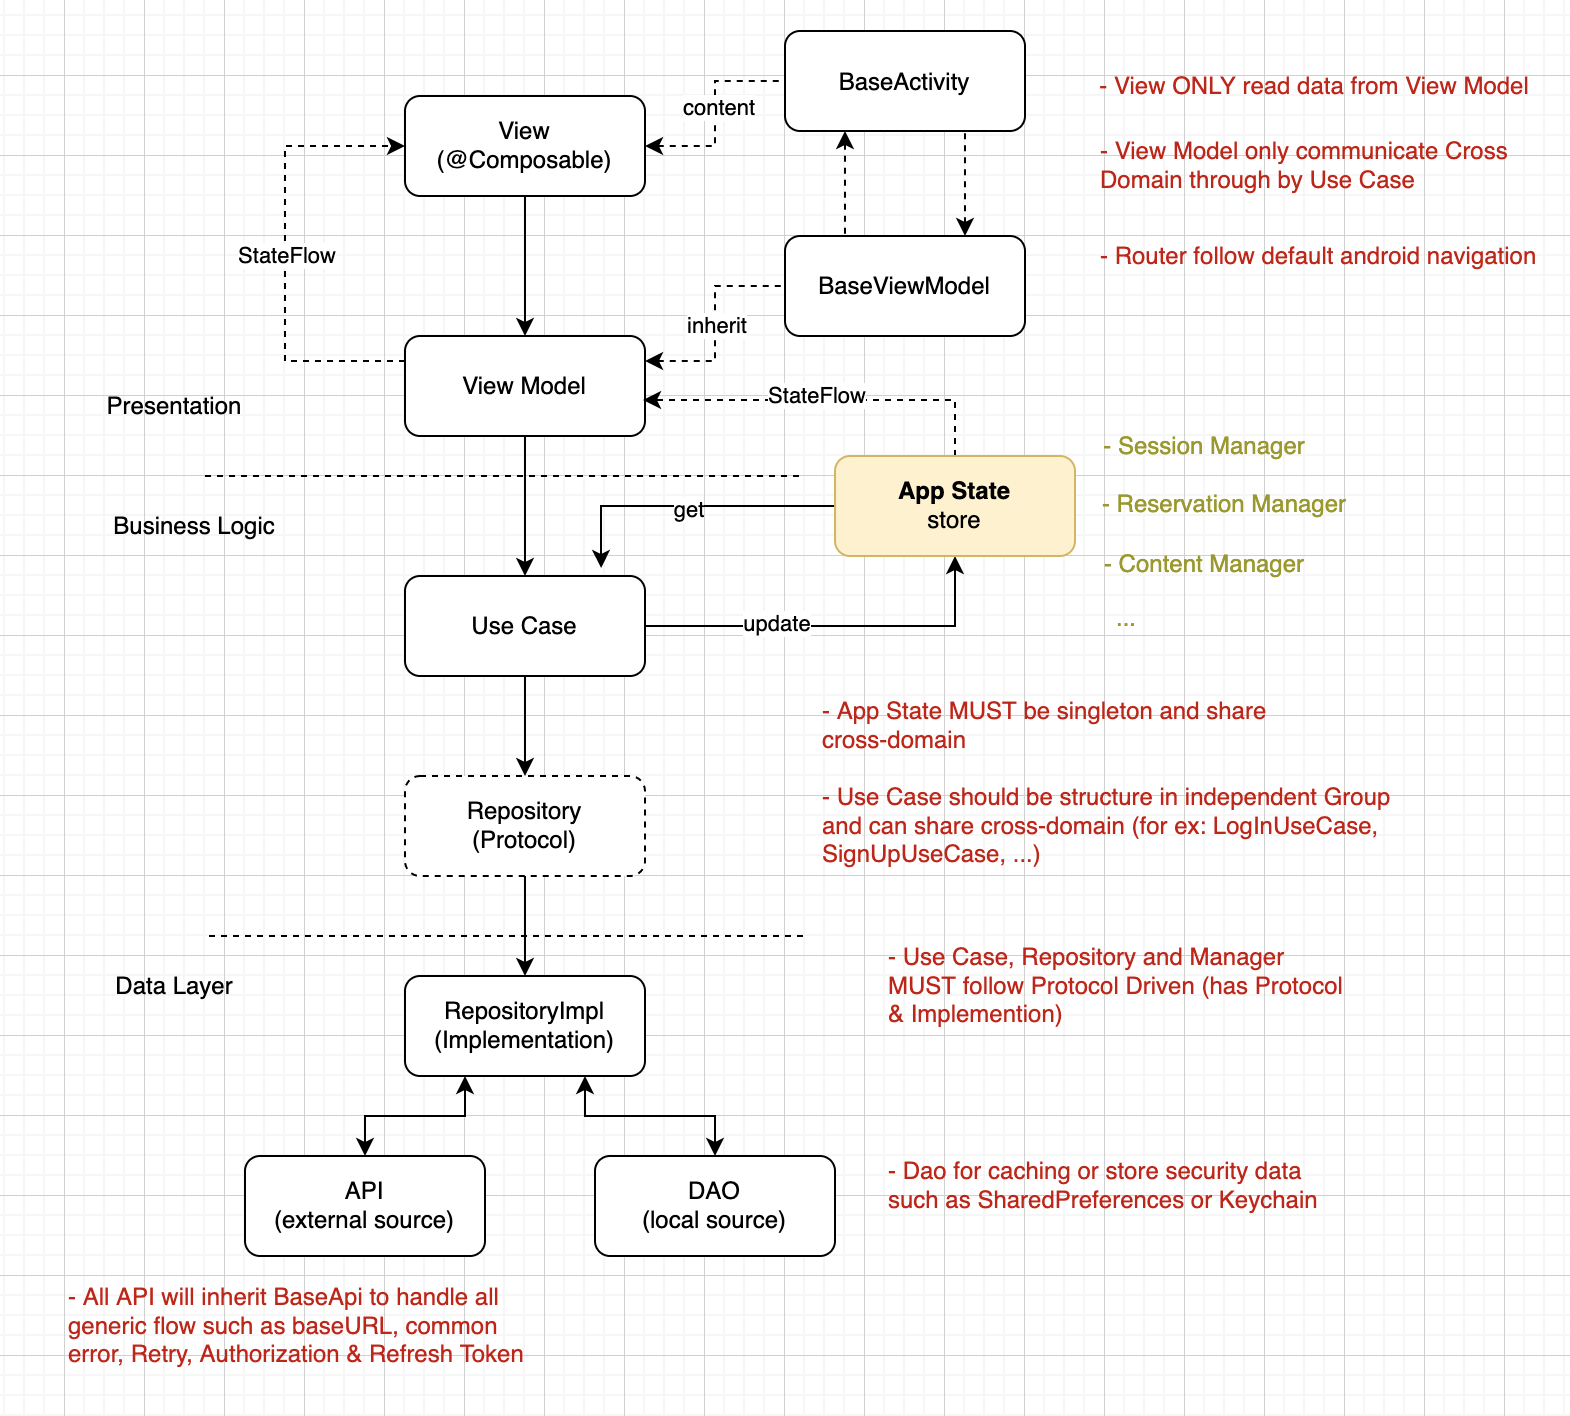 BaseActivity
- View ONLY read data from View Model
content
View
(@Composable)
- View Model only communicate Cross
Domain through by Use Case
StateFlow
- Router follow default android navigation
BaseViewModel
inherit
View Model
StateFlow
Presentation
- Session Manager
App State
store
- Reservation Manager
get
Business Logic
- Content Manager
Use Case
update
...
- App State MUST be singleton and share
cross-domain
Repository
(Protocol)
- Use Case should be structure in independent Group
and can share cross-domain (for ex: LogInUseCase,
SignUpUseCase, ...)
- Use Case, Repository and Manager
MUST follow Protocol Driven (has Protocol
& Implemention)
Data Layer
RepositoryImpl
(Implementation)
API
(external source)
DAO
(local source)
- Dao for caching or store security data
such as SharedPreferences or Keychain
- All API will inherit BaseApi to handle all
generic flow such as baseURL, common
error, Retry, Authorization & Refresh Token